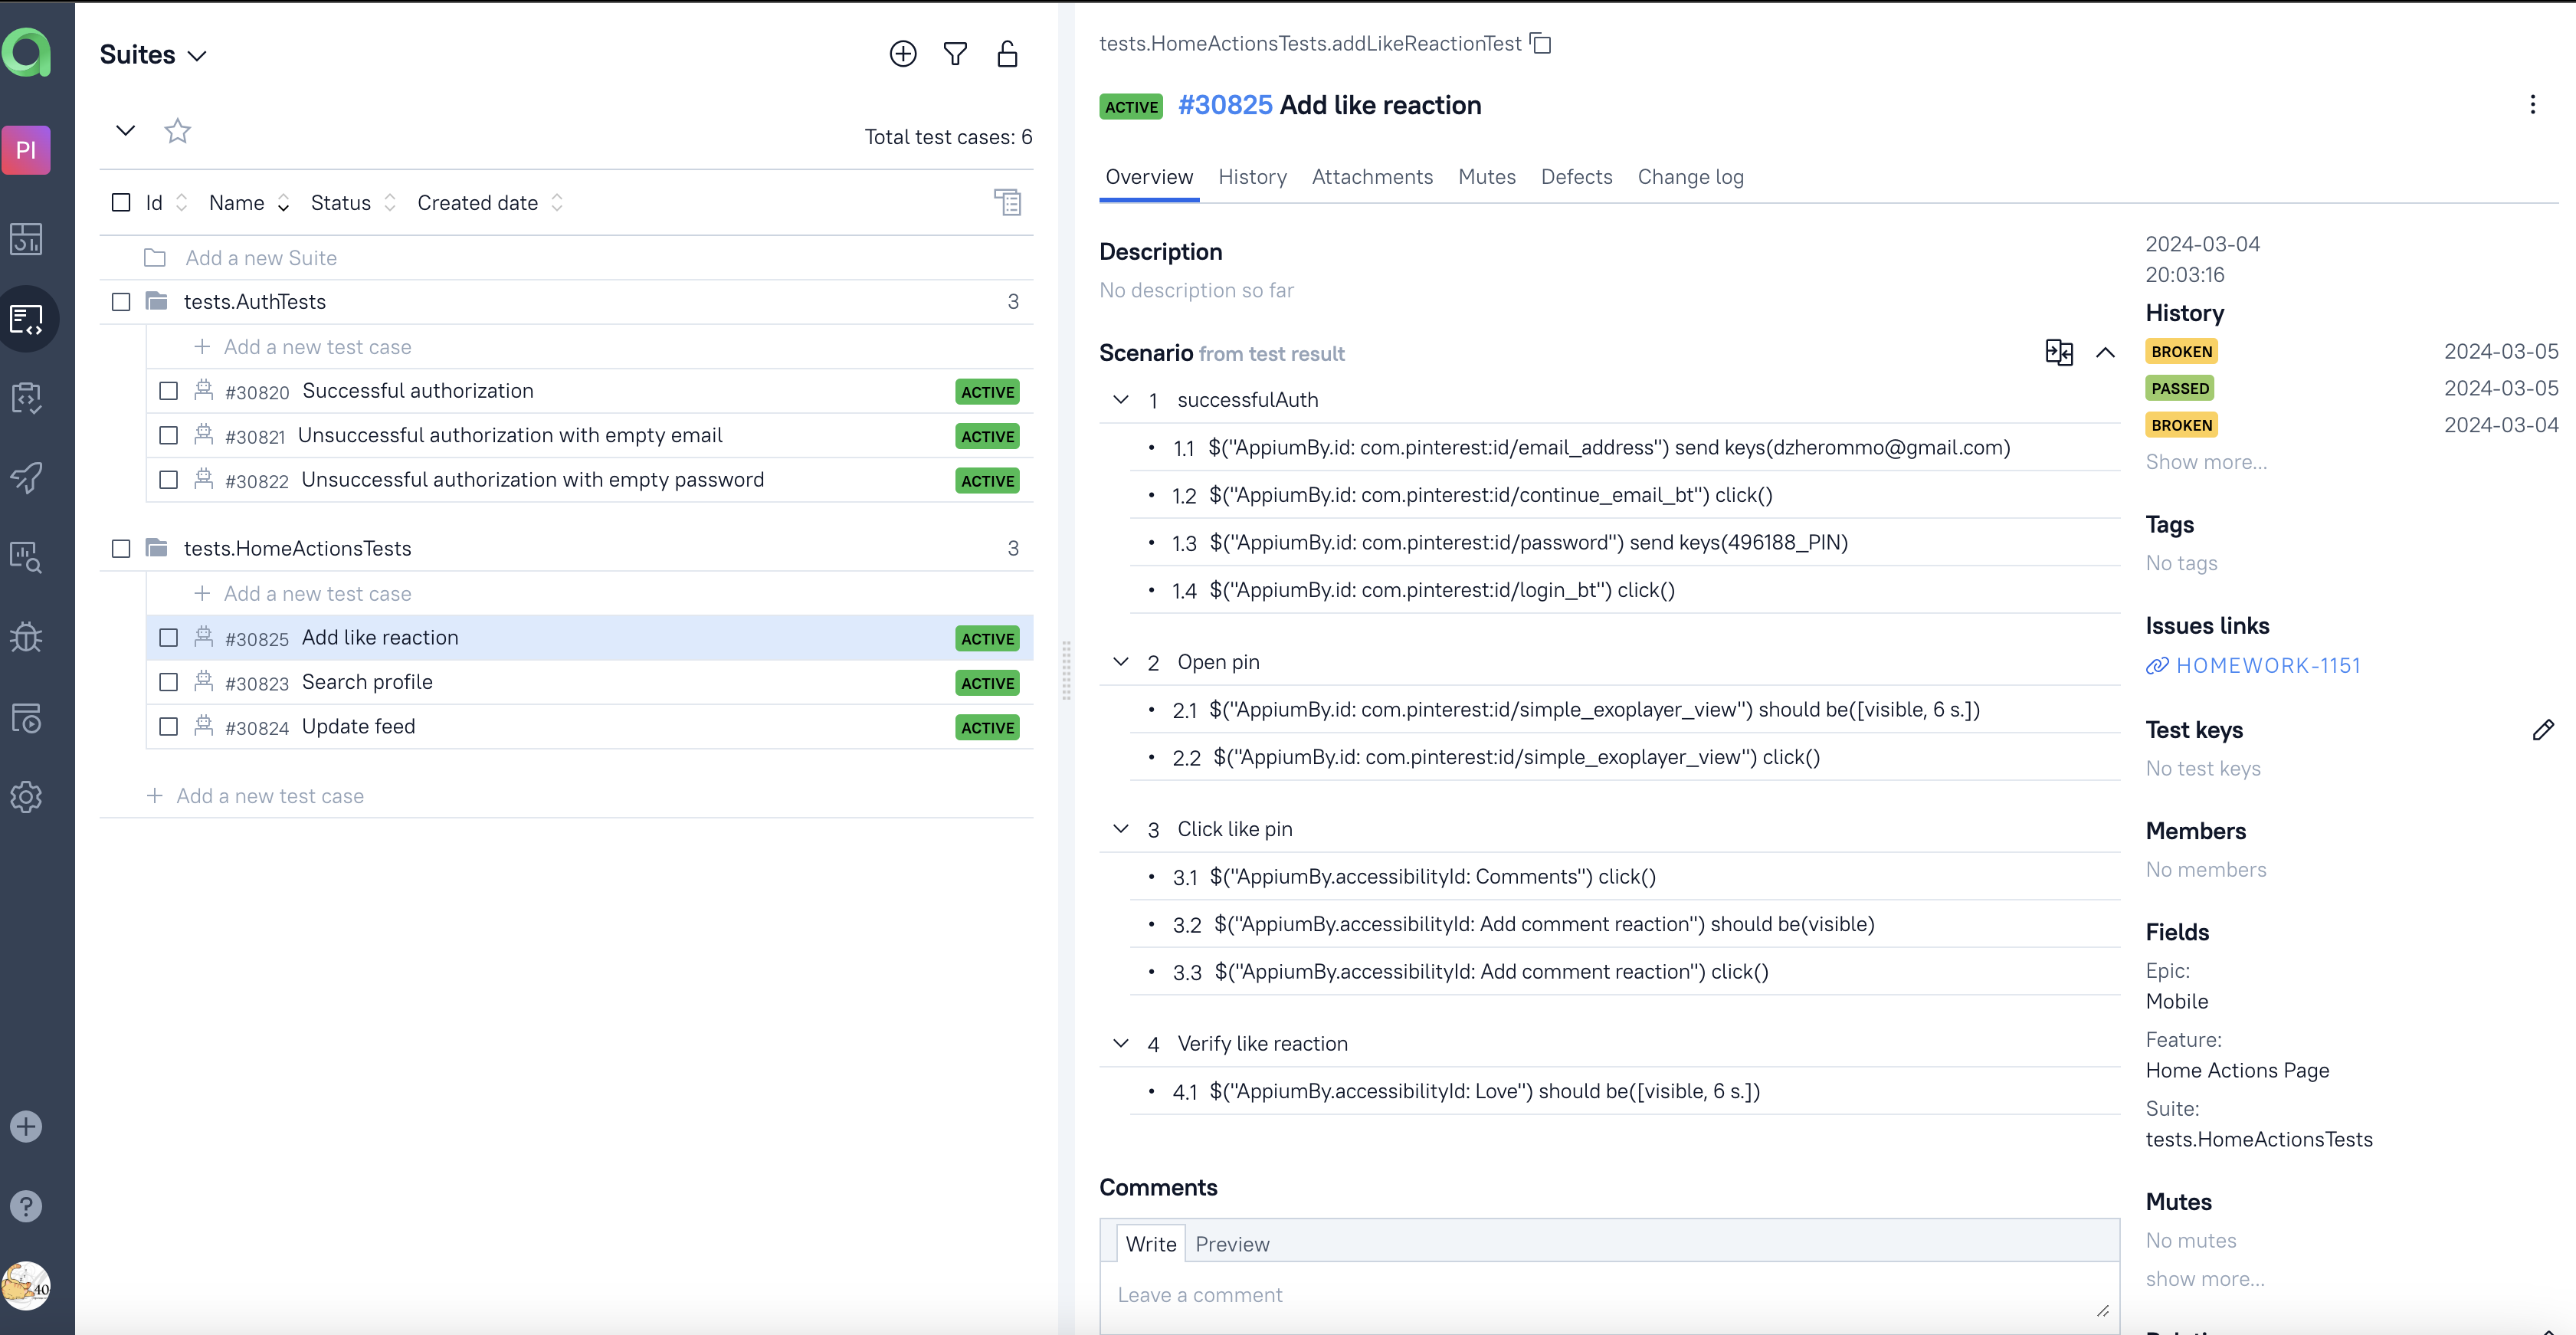 Suites
Total test cases: 6
Id Name Status Created date
Add a new Suite
tests.AuthTests 3
Add a new test case
#30820 Successful authorization ACTIVE
#30821 Unsuccessful authorization with empty email ACTIVE
#30822 Unsuccessful authorization with empty password ACTIVE
tests.HomeActionsTests 3
Add a new test case
#30825 Add like reaction ACTIVE
#30823 Search profile ACTIVE
#30824 Update feed ACTIVE
Add a new test case
PI
40
tests.HomeActionsTests.addLikeReactionTest
ACTIVE #30825 Add like reaction
Overview History Attachments Mutes Defects Change log
Description
No description so far
Scenario from test result
1 successfulAuth
1.1 $("AppiumBy.id: com.pinterest:id/email_address") send keys(dzherommo@gmail.com)
1.2 $("AppiumBy.id: com.pinterest:id/continue_email_bt") click()
1.3 $("AppiumBy.id: com.pinterest:id/password") send keys(496188_PIN)
1.4 $("AppiumBy.id: com.pinterest:id/login_bt") click()
2 Open pin
2.1 $("AppiumBy.id: com.pinterest:id/simple_exoplayer_view") should be([visible, 6 s.])
2.2 $("AppiumBy.id: com.pinterest:id/simple_exoplayer_view") click()
3 Click like pin
3.1 $("AppiumBy.accessibilityId: Comments") click()
3.2 $("AppiumBy.accessibilityId: Add comment reaction") should be(visible)
3.3 $("AppiumBy.accessibilityId: Add comment reaction") click()
4 Verify like reaction
4.1 $("AppiumBy.accessibilityId: Love") should be([visible, 6 s.])
Comments
Write Preview
Leave a comment
2024-03-04
20:03:16
History
BROKEN 2024-03-05
PASSED 2024-03-05
BROKEN 2024-03-04
Show more...
Tags
No tags
Issues links
HOMEWORK-1151
Test keys
No test keys
Members
No members
Fields
Epic:
Mobile
Feature:
Home Actions Page
Suite:
tests.HomeActionsTests
Mutes
No mutes
show more...